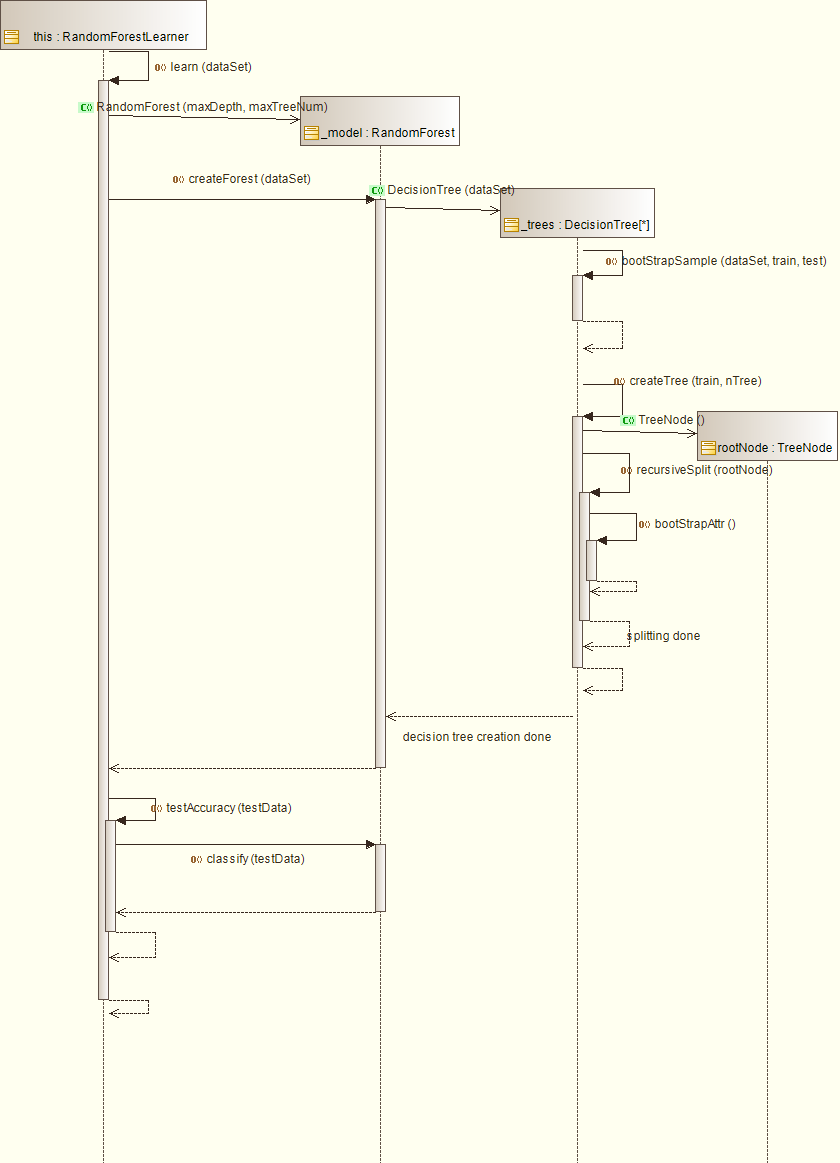 this : RandomForestLearner
learn (dataSet)
RandomForest (maxDepth, maxTreeNum)
_model : RandomForest
createForest (dataSet)
DecisionTree (dataSet)
_trees : DecisionTree[*]
bootStrapSample (dataSet, train, test)
createTree (train, nTree)
TreeNode ()
rootNode : TreeNode
recursiveSplit (rootNode)
bootStrapAttr ()
splitting done
decision tree creation done
testAccuracy (testData)
classify (testData)